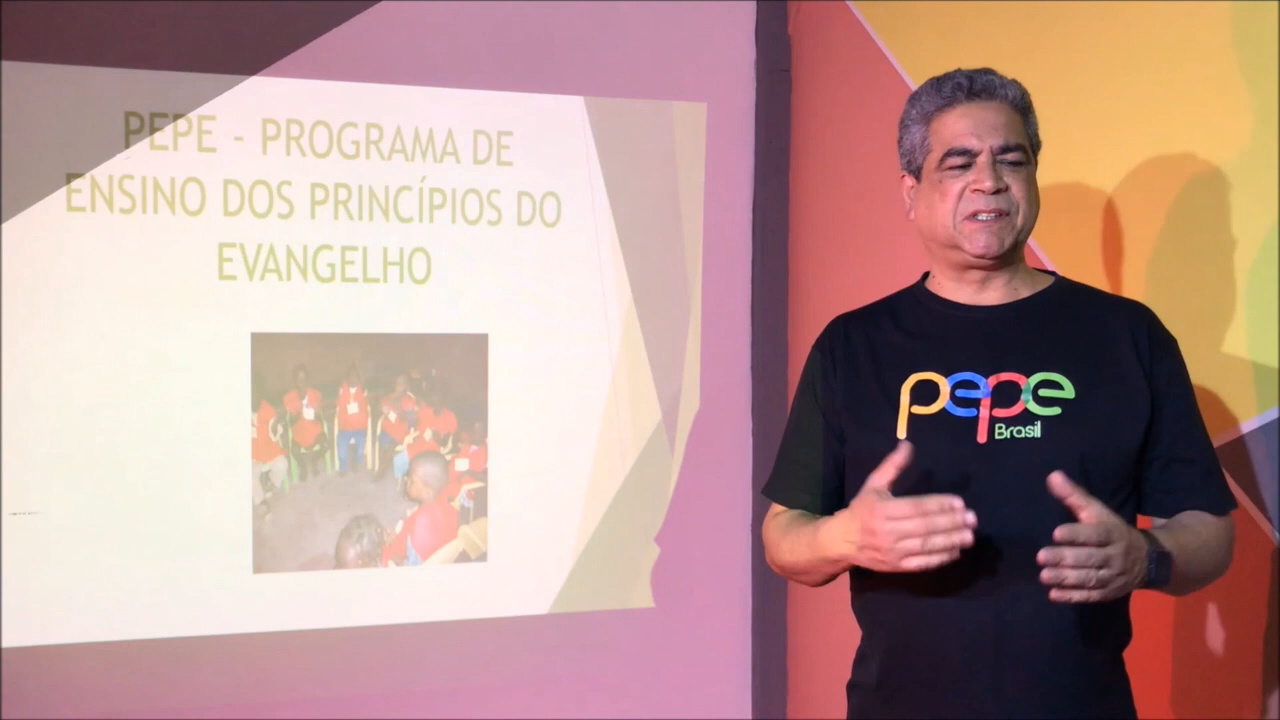 PEPE - PROGRAMA DE
ENSINO DOS PRINCÍPIOS DO
EVANGELHO
pepe
Brasil